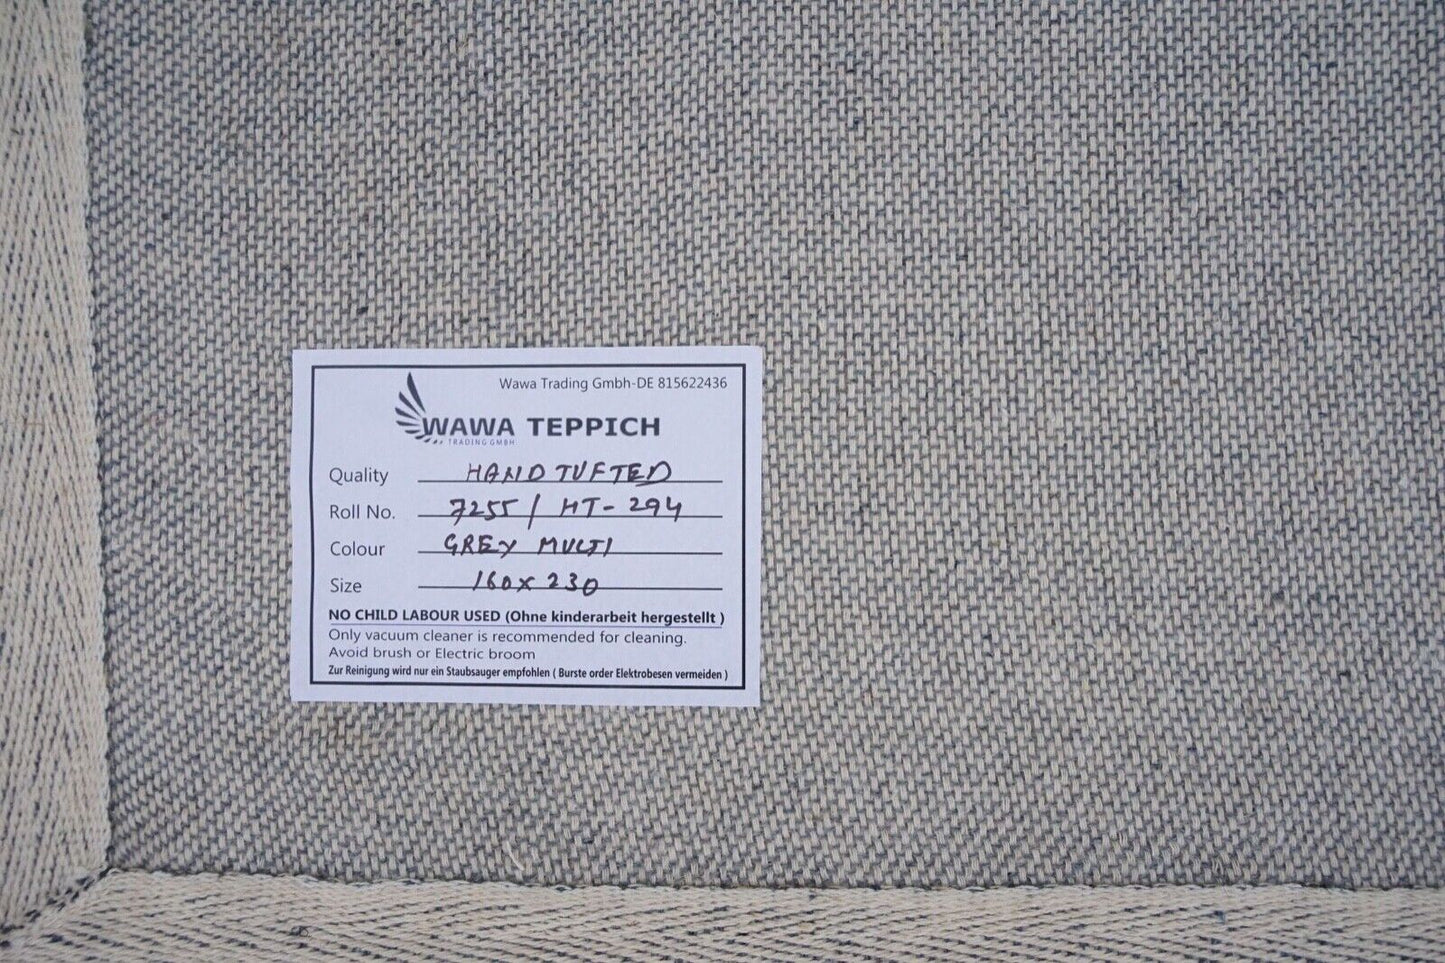 Wawa Trading Gmbh-DE 815622436
WAWA TEPPICH
TRADING GMBH
Quality HAND TUFTED
Roll No. 7255 / HT- 294
Colour GREY MULTI
Size 160 x 230
NO CHILD LABOUR USED (Ohne kinderarbeit hergestellt )
Only vacuum cleaner is recommended for cleaning.
Avoid brush or Electric broom
Zur Reinigung wird nur ein Staubsauger empfohlen ( Burste order Elektrobesen vermeiden )